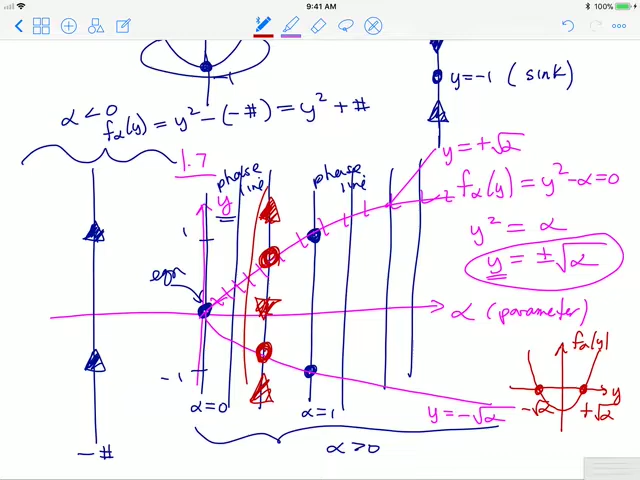 9:41 AM
100%
1
y=-1 (sink)
α<0
fα(y) = y²-(-#) = y²+#
y=+√α
1.7
phase line
phase line
y
fα(y) = y²-α=0
y² = α
y = ±√α
1
eqn
α (parameter)
fα(y)
-√α
+√α
y
-1
α=0
α=1
y=-√α
-#
α>0